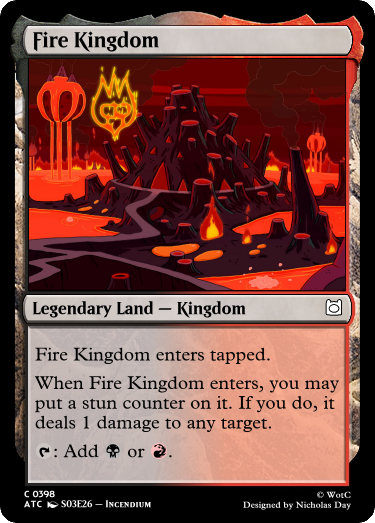 Fire Kingdom
Legendary Land — Kingdom
Fire Kingdom enters tapped.
When Fire Kingdom enters, you may
put a stun counter on it. If you do, it
deals 1 damage to any target.
: Add or .
C 0398
ATC S03E26 — Incendium
© WotC
Designed by Nicholas Day